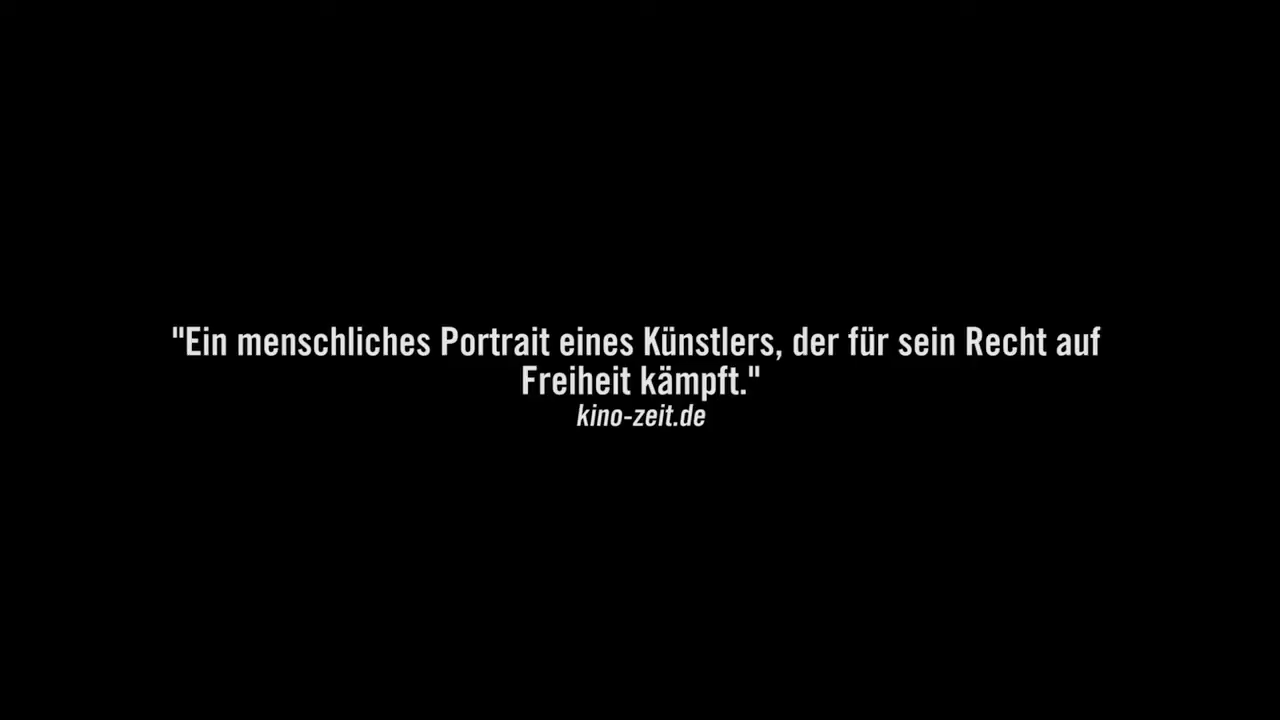 "Ein menschliches Portrait eines Künstlers, der für sein Recht auf
Freiheit kämpft."
kino-zeit.de